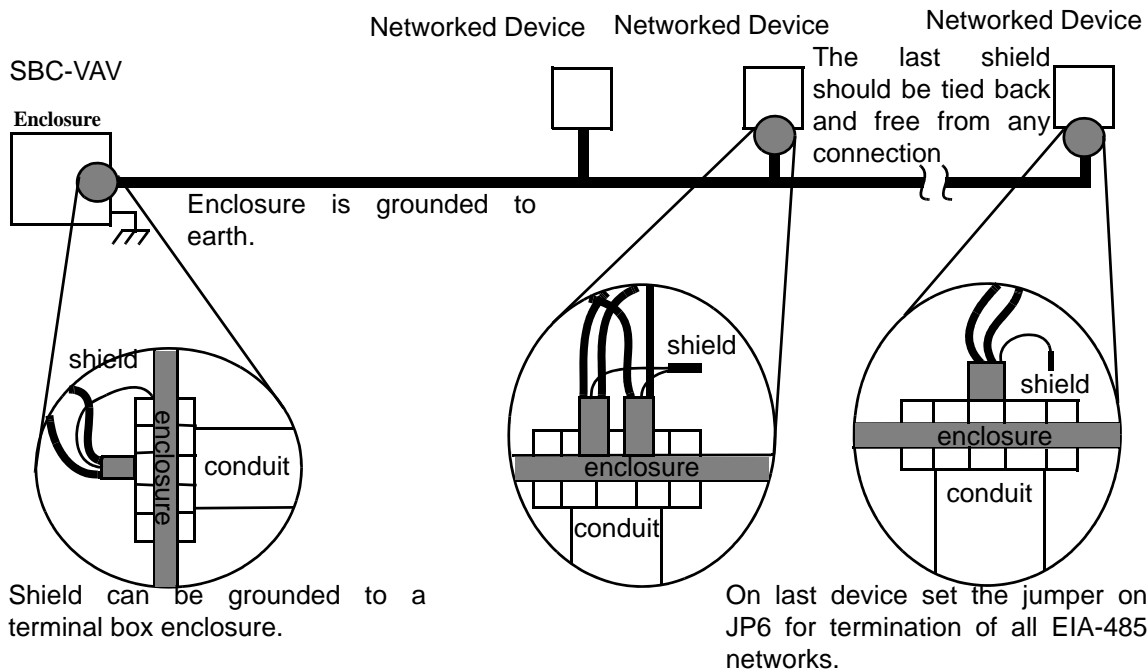 Networked Device
Networked Device
Networked Device
SBC-VAV
The last shield
should be tied back
and free from any
connection
Enclosure
Enclosure is grounded to
earth.
shield
enclosure
conduit
shield
enclosure
conduit
shield
enclosure
conduit
Shield can be grounded to a
terminal box enclosure.
On last device set the jumper on
JP6 for termination of all EIA-485
networks.